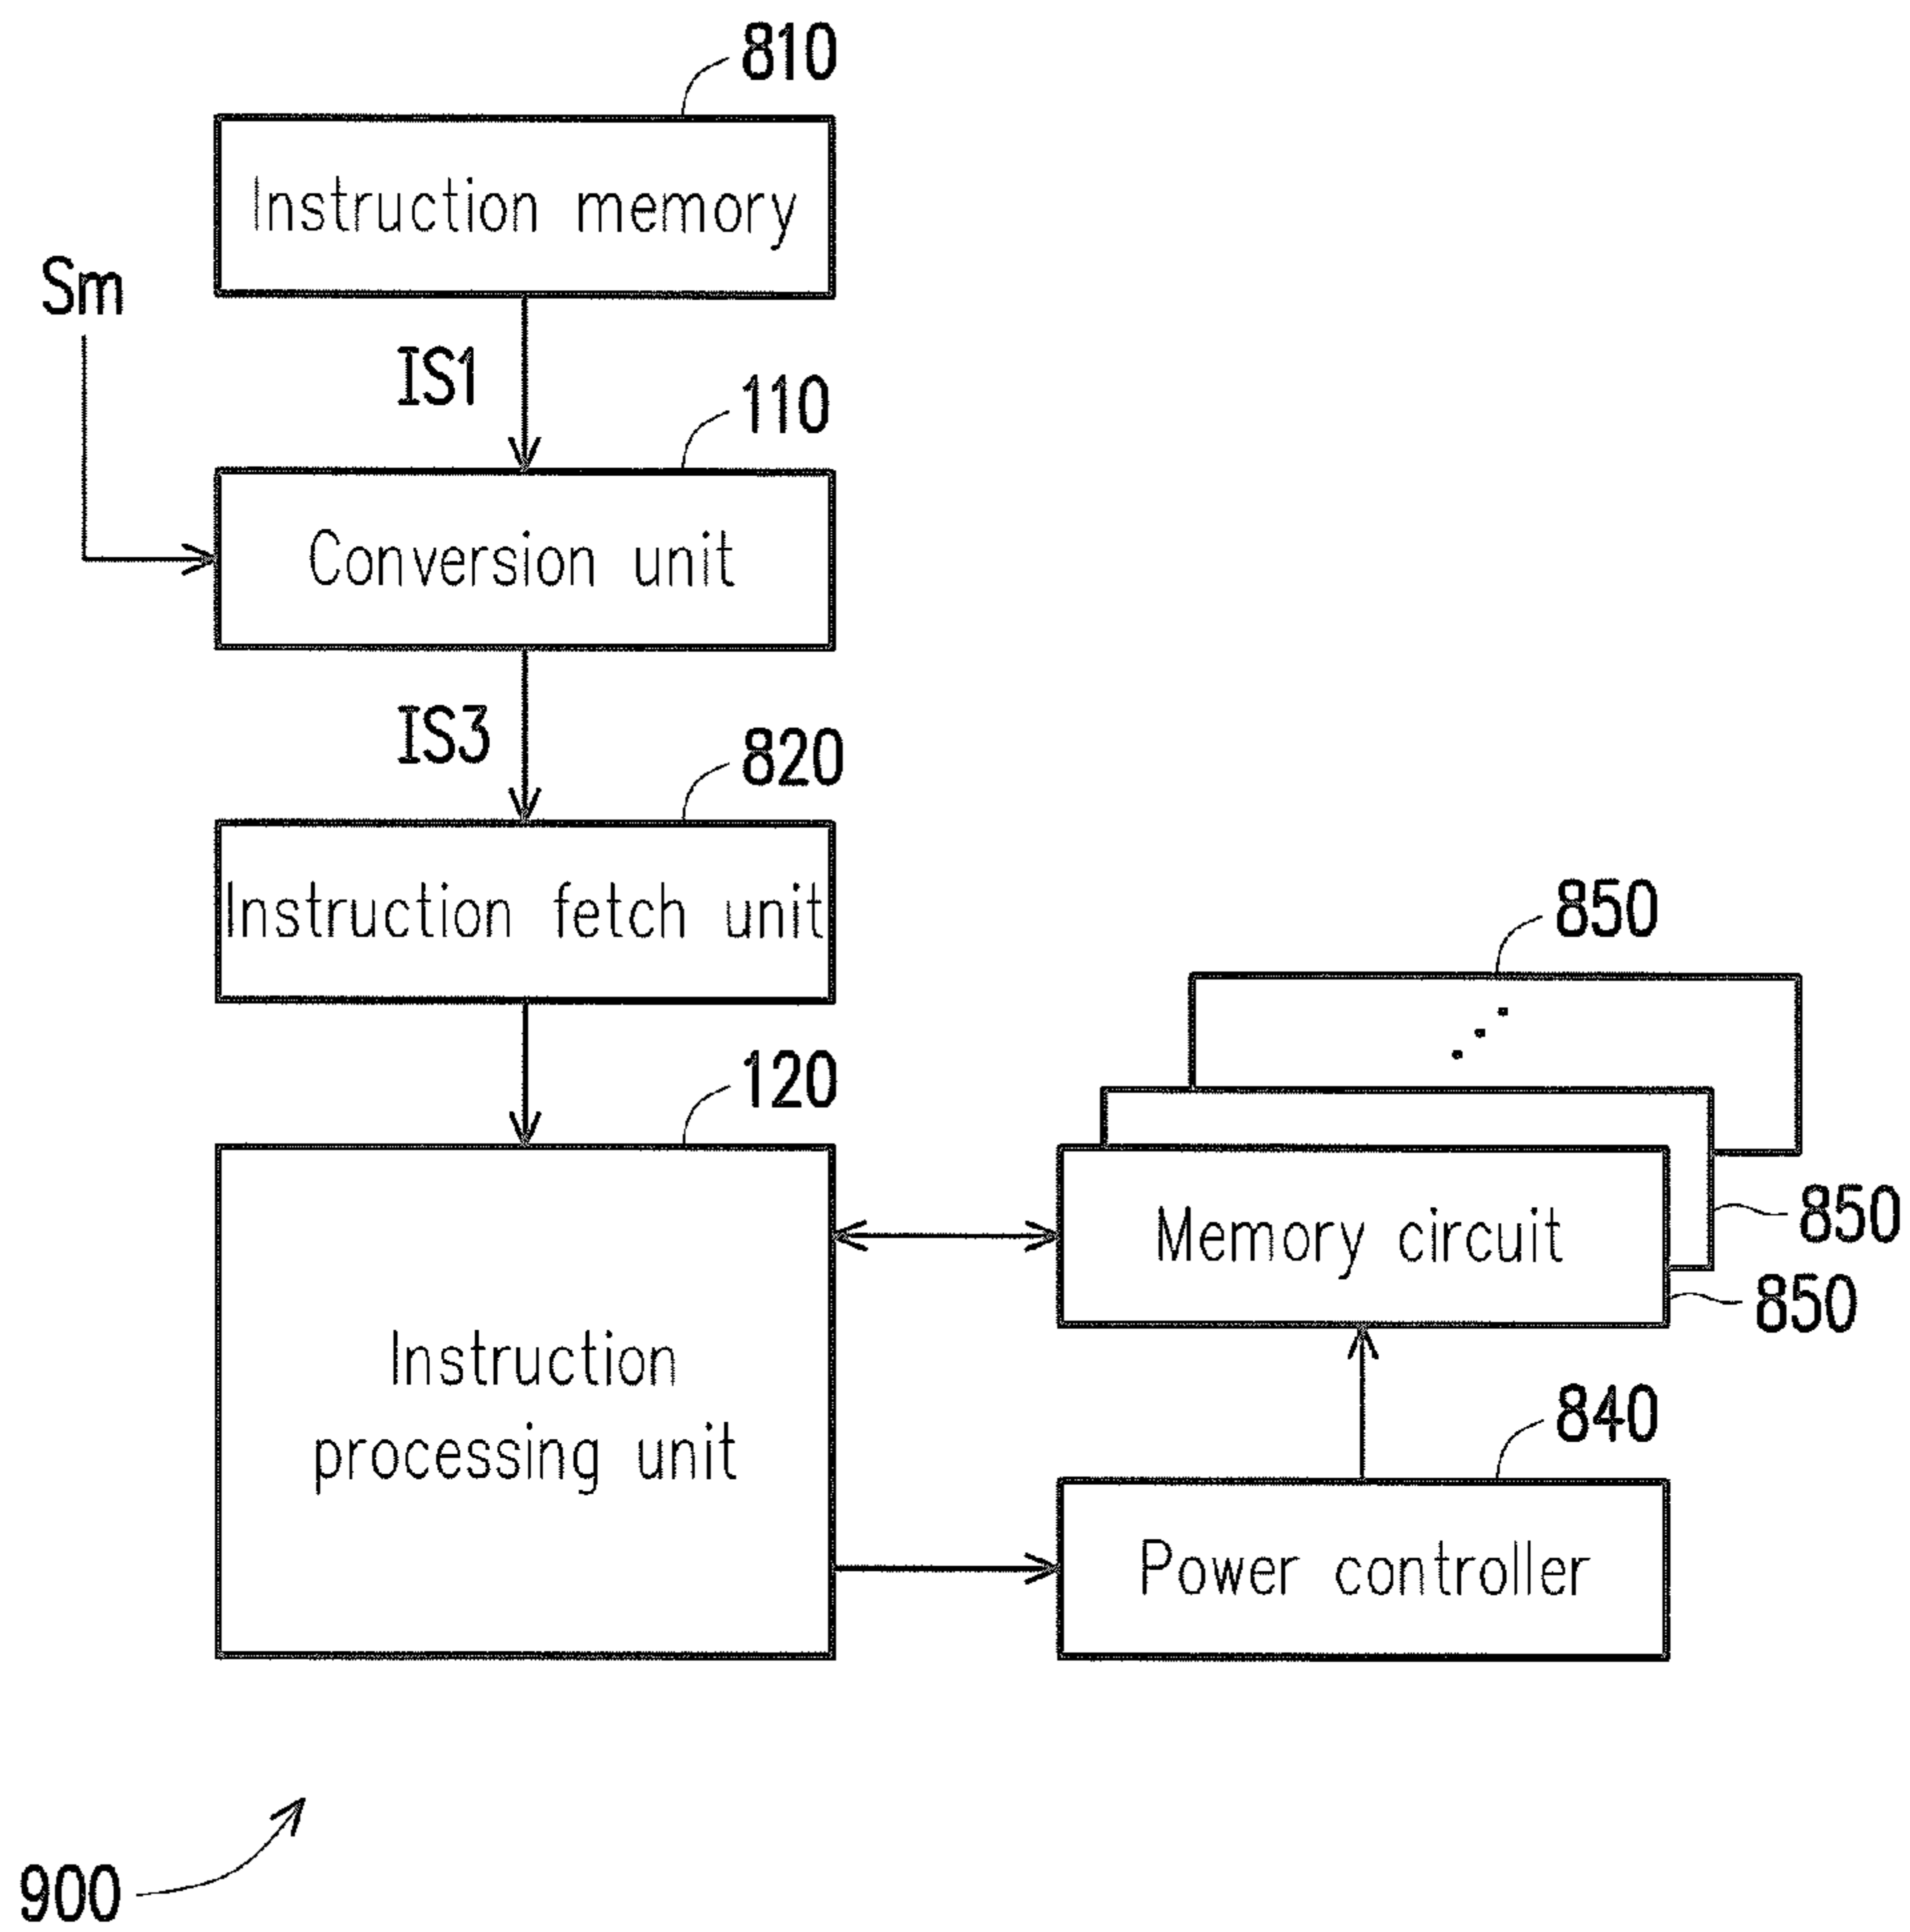 810
Instruction memory
Sm
IS1
110
Conversion unit
IS3
820
Instruction fetch unit
850
120
850
Memory circuit
850
Instruction
processing unit
840
Power controller
900